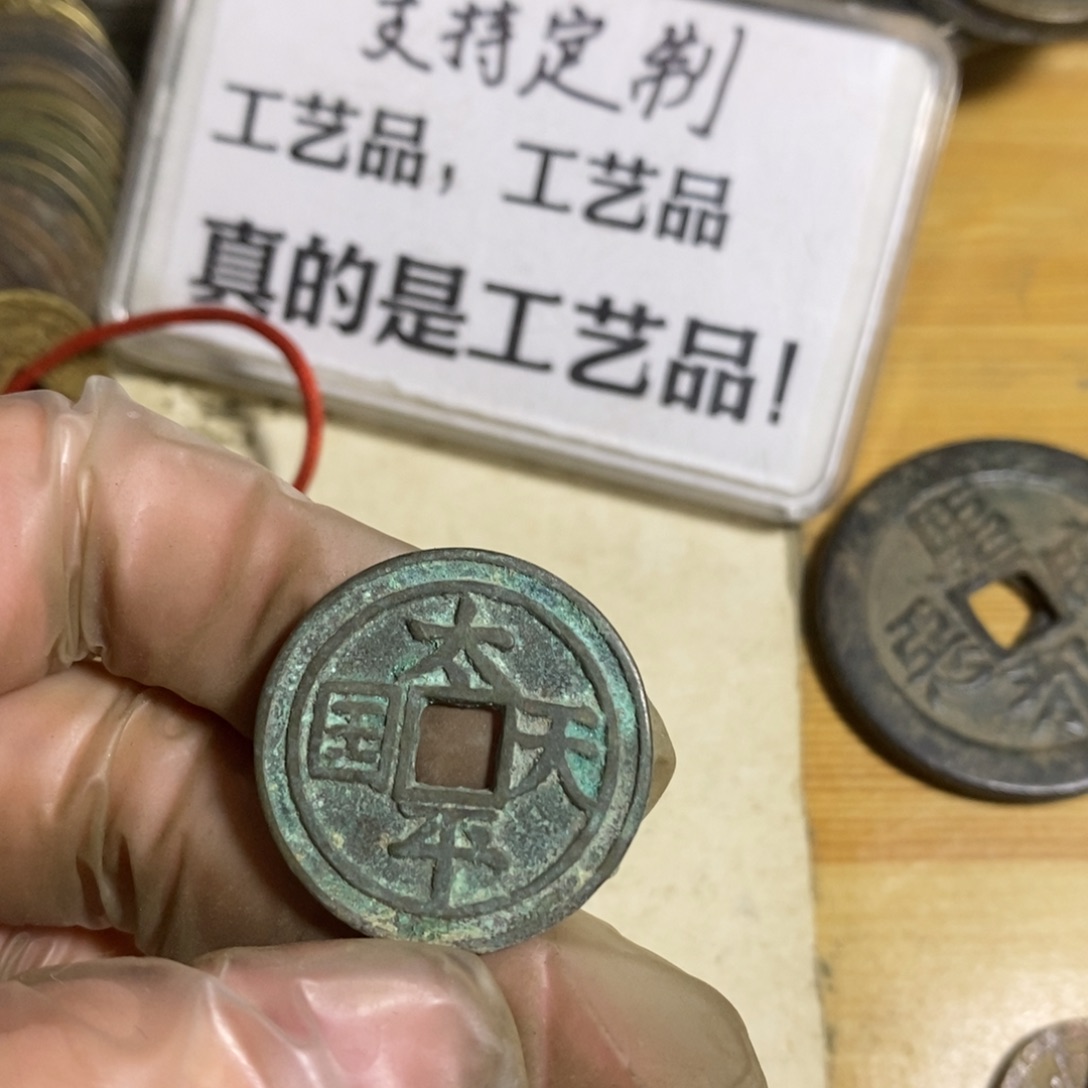 支持定制
工艺品，工艺品
真的是工艺品！
太
国 天
平